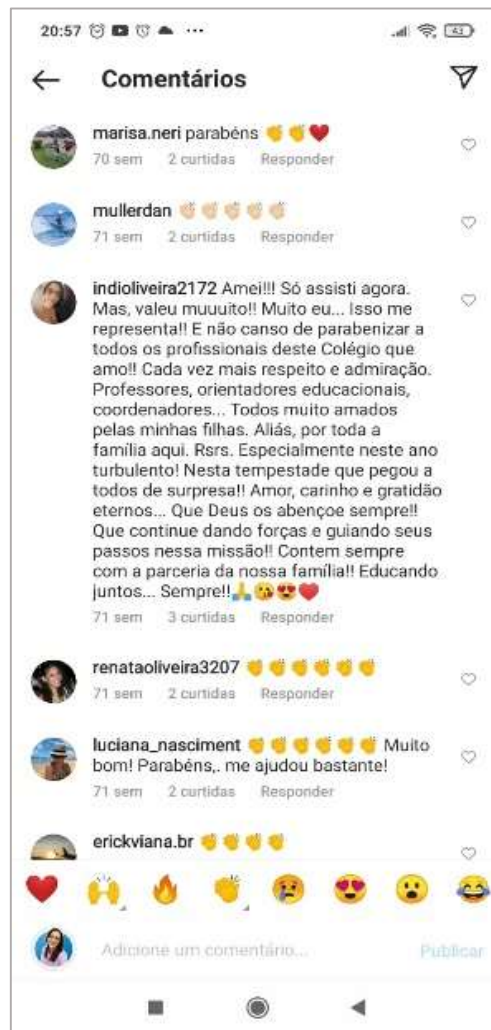 20:57 ...
43
Comentários
marisa.neri parabéns 👏👏❤️
70 sem 2 curtidas Responder
mullerdan 👏🏻👏🏻👏🏻👏🏻👏🏻
71 sem 2 curtidas Responder
indioliveira2172 Amei!!! Só assisti agora.
Mas, valeu muuuito!! Muito eu... Isso me
representa!! E não canso de parabenizar a
todos os profissionais deste Colégio que
amo!! Cada vez mais respeito e admiração.
Professores, orientadores educacionais,
coordenadores... Todos muito amados
pelas minhas filhas. Aliás, por toda a
família aqui. Rsrs. Especialmente neste ano
turbulento! Nesta tempestade que pegou a
todos de surpresa!! Amor, carinho e gratidão
eternos... Que Deus os abençoe sempre!!
Que continue dando forças e guiando seus
passos nessa missão!! Contem sempre
com a parceria da nossa família!! Educando
juntos... Sempre!!🙏😘😍❤️
71 sem 3 curtidas Responder
renataoliveira3207 👏👏👏👏👏👏
71 sem 2 curtidas Responder
luciana_nasciment 👏👏👏👏👏👏 Muito
bom! Parabéns,. me ajudou bastante!
71 sem 2 curtidas Responder
erickviana.br 👏👏👏👏
❤️🙌🔥👏😢😍😮😂
Adicione um comentário... Publicar